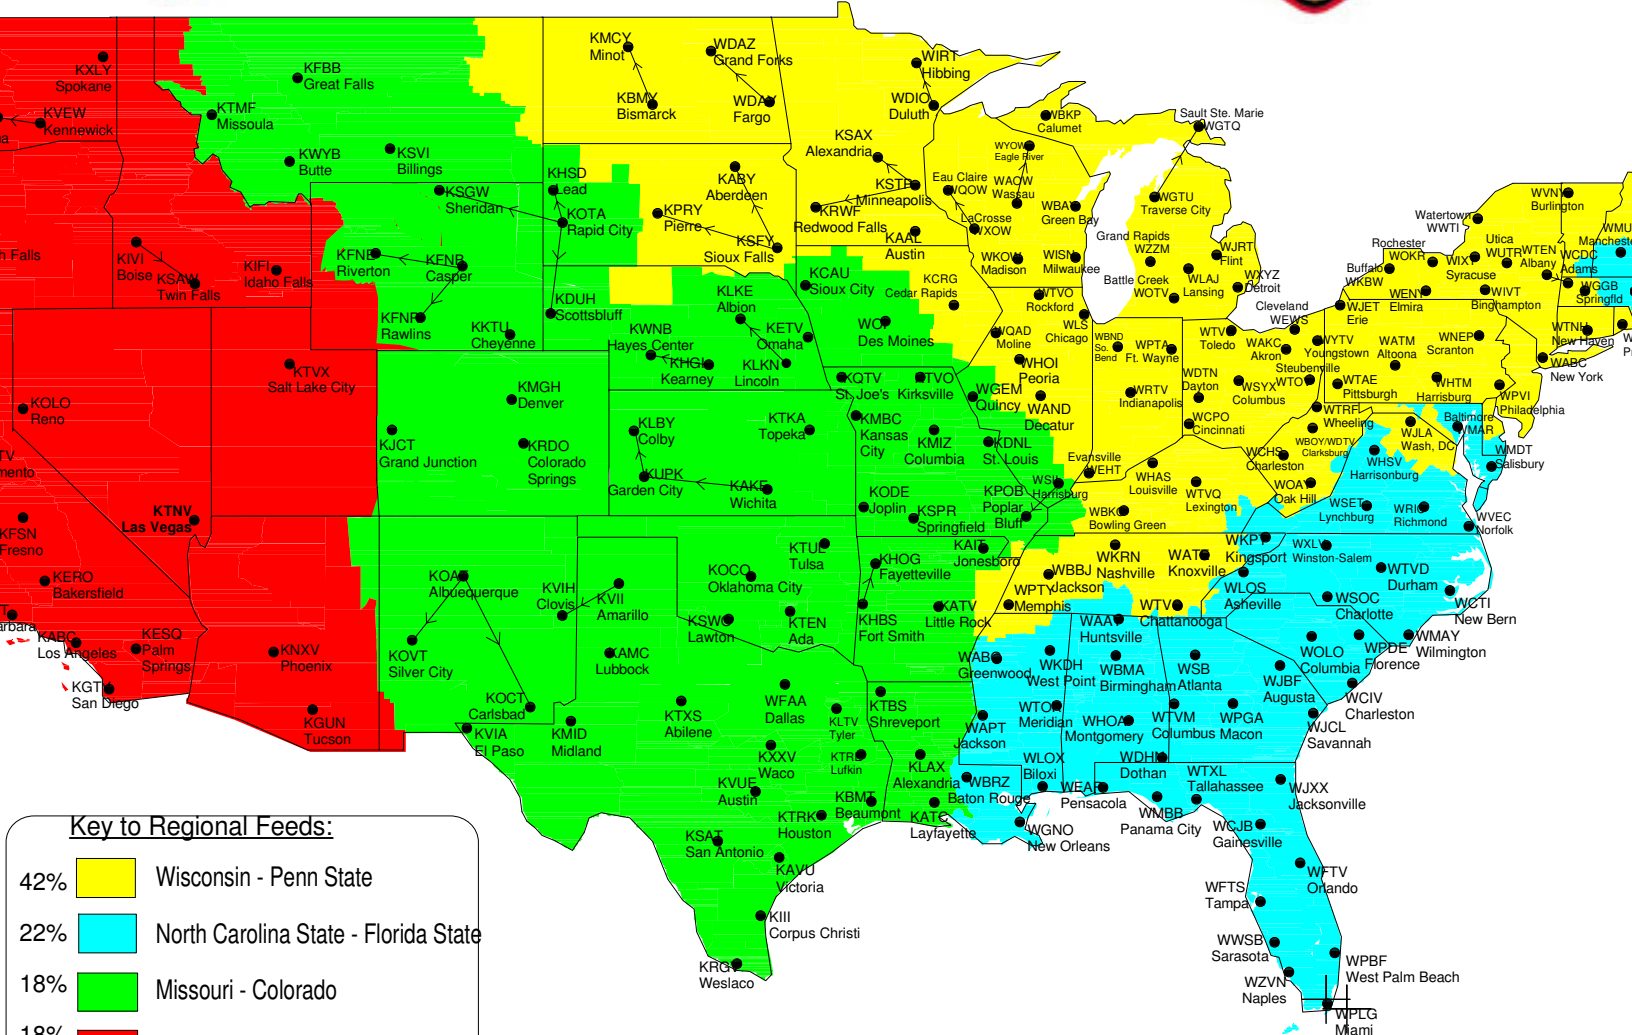 KXLY
Spokane
KVEW
Kennewick
KFBB
Great Falls
KTMF
Missoula
KWYB
Butte
KSVI
Billings
KMCY
Minot
WDAZ
Grand Forks
KBMY
Bismarck
WDAY
Fargo
WIRT
Hibbing
WDIO
Duluth
KSAX
Alexandria
KSTP
Minneapolis
KRWF
Redwood Falls
KAAL
Austin
WBKP
Calumet
Sault Ste. Marie
WGTQ
WYOW
Eagle River
Eau Claire
WQOW
WAOW
Wassau
LaCrosse
WXOW
WBAY
Green Bay
WGTU
Traverse City
WKOW
Madison
WISN
Milwaukee
Grand Rapids
WZZM
WJRT
Flint
Battle
Creek
WOTV
WLAJ
Lansing
WXYZ
Detroit
WVNY
Burlington
Watertown
WWTI
Rochester
WOKR
Utica
WUTR
WTEN
Albany
WIXT
Syracuse
Buffalo
WKBW
WCDC
Adams
WGGB
Springfld
WENY
Elmira
WIVT
Binghampton
WJET
Erie
WNEP
Scranton
WTNH
New Haven
WABC
New York
WATM
Altoona
WHTM
Harrisburg
WPVI
Philadelphia
WTAE
Pittsburgh
Cleveland
WEWS
WYTV
Youngstown
WAKC
Akron
Steubenville
WTOV
WTRF
Wheeling
WTVG
Toledo
WSYX
Columbus
WDTN
Dayton
WCPO
Cincinnati
WPTA
Ft. Wayne
WBND
So.
Bend
WRTV
Indianapolis
WLS
Chicago
WTVO
Rockford
WQAD
Moline
WHOI
Peoria
WAND
Decatur
WGEM
Quincy
KCRG
Cedar Rapids
WOI
Des Moines
KCAU
Sioux City
KHSD
Lead
KOTA
Rapid City
KPRY
Pierre
KABY
Aberdeen
KSFY
Sioux Falls
KSGW
Sheridan
KFNE
Riverton
KFNB
Casper
KFNR
Rawlins
KDUH
Scottsbluff
KKTU
Cheyenne
KLKE
Albion
KETV
Omaha
KWNB
Hayes Center
KHGI
Kearney
KLKN
Lincoln
h Falls
KIVI
Boise
KSAW
Twin Falls
KIFI
Idaho Falls
KTVX
Salt Lake City
KOLO
Reno
TV
mento
KTNV
Las Vegas
KFSN
Fresno
KERO
Bakersfield
arbara
KABC
Los Angeles
KESQ
Palm
Springs
KGTV
San Diego
KNXV
Phoenix
KGUN
Tucson
KMGH
Denver
KJCT
Grand Junction
KRDO
Colorado
Springs
KLBY
Colby
KUPK
Garden City
KAKE
Wichita
KTKA
Topeka
KQTV
St. Joe's
KTVO
Kirksville
KMBC
Kansas
City
KMIZ
Columbia
KDNL
St. Louis
KODE
Joplin
KSPR
Springfield
KPOB
Poplar
Bluff
WSIL
Harrisburg
Evansville
WEHT
WHAS
Louisville
WTVQ
Lexington
WBKO
Bowling Green
WCHS
Charleston
WBOY/WDTV
Clarksburg
WOAY
Oak Hill
WJLA
Wash, DC
Baltimore
WMAR
WMDT
Salisbury
WHSV
Harrisonburg
WSET
Lynchburg
WRIC
Richmond
WVEC
Norfolk
WKPT
Kingsport
WXLV
Winston-Salem
WTVD
Durham
WLOS
Asheville
WSOC
Charlotte
WCTI
New Bern
WOLO
Columbia
WPDE
Florence
WMAY
Wilmington
WCIV
Charleston
WJBF
Augusta
WJCL
Savannah
WKRN
Nashville
WATE
Knoxville
WBBJ
Jackson
WPTY
Memphis
WTVC
Chattanooga
KAIT
Jonesboro
KHOG
Fayetteville
KHBS
Fort Smith
KATV
Little Rock
KTUL
Tulsa
KOCO
Oklahoma City
KSWO
Lawton
KTEN
Ada
KOAT
Albuequerque
KVIH
Clovis
KVII
Amarillo
KOVT
Silver City
KOCT
Carlsbad
KAMC
Lubbock
KVIA
El Paso
KMID
Midland
KTXS
Abilene
WFAA
Dallas
KLTV
Tyler
KTRE
Lufkin
KTBS
Shreveport
KXXV
Waco
KVUE
Austin
KTRK
Houston
KBMT
Beaumont
KLAX
Alexandria
KATC
Layfayette
KSAT
San Antonio
KAVU
Victoria
KIII
Corpus Christi
KRGV
Weslaco
WBRZ
Baton Rouge
WGNO
New Orleans
WABG
Greenwood
WAPT
Jackson
WKDH
West Point
WTOK
Meridian
WLOX
Biloxi
WAAY
Huntsville
WBMA
Birmingham
WHOA
Montgomery
WSB
Atlanta
WTVM
Columbus
WPGA
Macon
WDHN
Dothan
WEAR
Pensacola
WMBB
Panama City
WTXL
Tallahassee
WJXX
Jacksonville
WCJB
Gainesville
WFTV
Orlando
WFTS
Tampa
WWSB
Sarasota
WZVN
Naples
WPBF
West Palm Beach
WPLG
Miami
Key to Regional Feeds:
42% Wisconsin - Penn State
22% North Carolina State - Florida State
18% Missouri - Colorado
18%